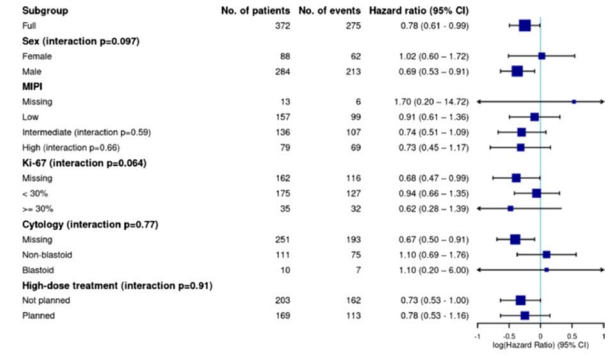 Subgroup No. of patients No. of events Hazard ratio (95% CI)
Full 372 275 0.78 (0.61 - 0.99)
Sex (interaction p=0.097)
Female 88 62 1.02 (0.60 – 1.72)
Male 284 213 0.69 (0.53 – 0.91)
MIPI
Missing 13 6 1.70 (0.20 – 14.72)
Low 157 99 0.91 (0.61 - 1.36)
Intermediate (interaction p=0.59) 136 107 0.74 (0.51 – 1.09)
High (interaction p=0.66) 79 69 0.73 (0.45 - 1.17)
Ki-67 (interaction p=0.064)
Missing 162 116 0.68 (0.47 – 0.99)
< 30% 175 127 0.94 (0.66 – 1.35)
>= 30% 35 32 0.62 (0.28 – 1.39)
Cytology (interaction p=0.77)
Missing 251 193 0.67 (0.50 – 0.91)
Non-blastoid 111 75 1.10 (0.69 – 1.76)
Blastoid 10 7 1.10 (0.20 – 6.00)
High-dose treatment (interaction p=0.91)
Not planned 203 162 0.73 (0.53 - 1.00)
Planned 169 113 0.78 (0.53 - 1.16)
-1 -0.5 0 0.5 1
log(Hazard Ratio) (95% CI)